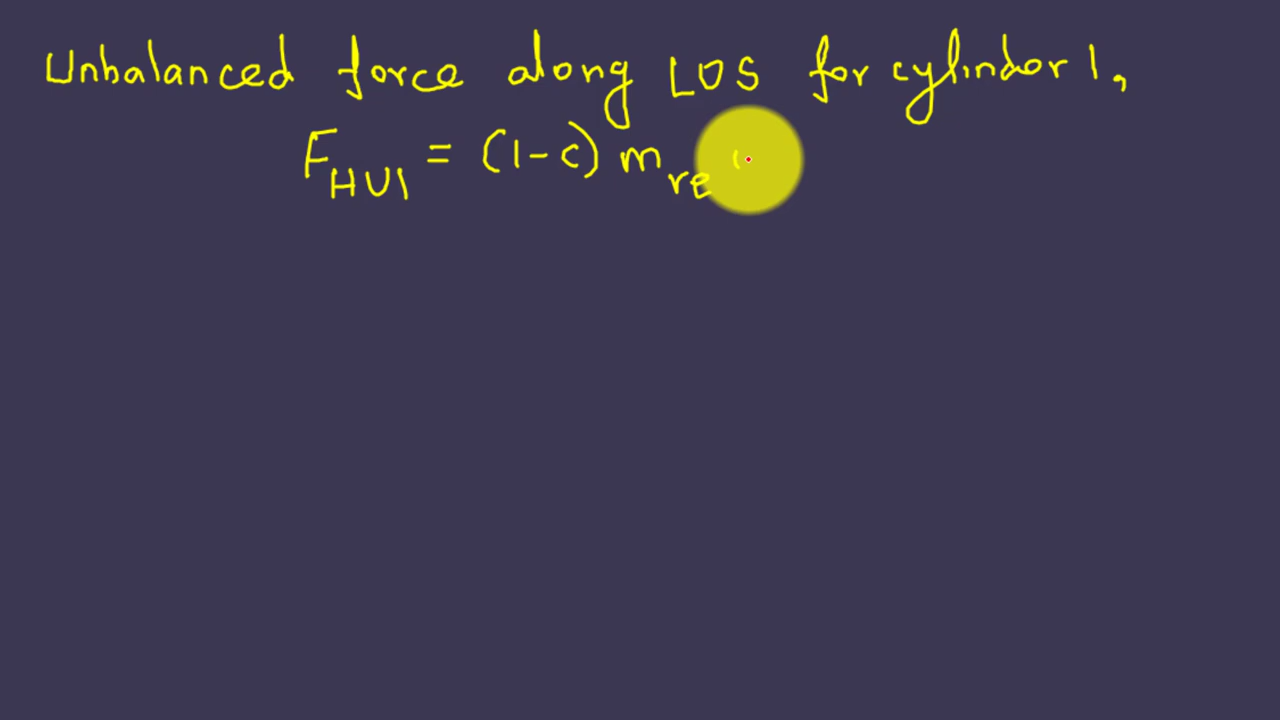 Unbalanced force along LOS for cylinder 1,
F_HU1 = (1-c) m_re